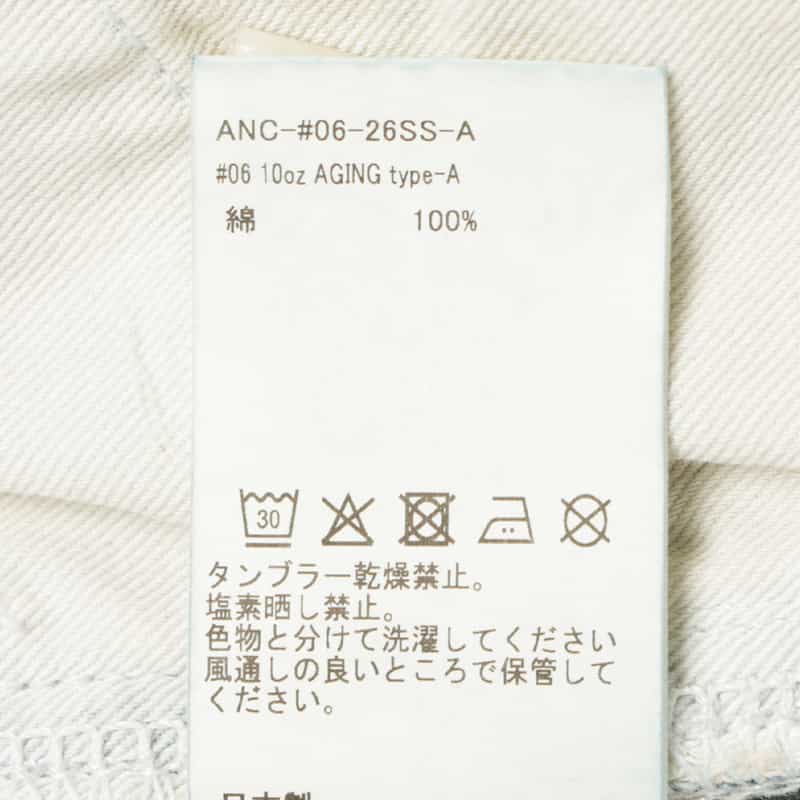 ANC-#06-26SS-A
#06 10oz AGING type-A
綿 100%
30
タンブラー乾燥禁止。
塩素晒し禁止。
色物と分けて洗濯してください
風通しの良いところで保管して
ください。
日本製